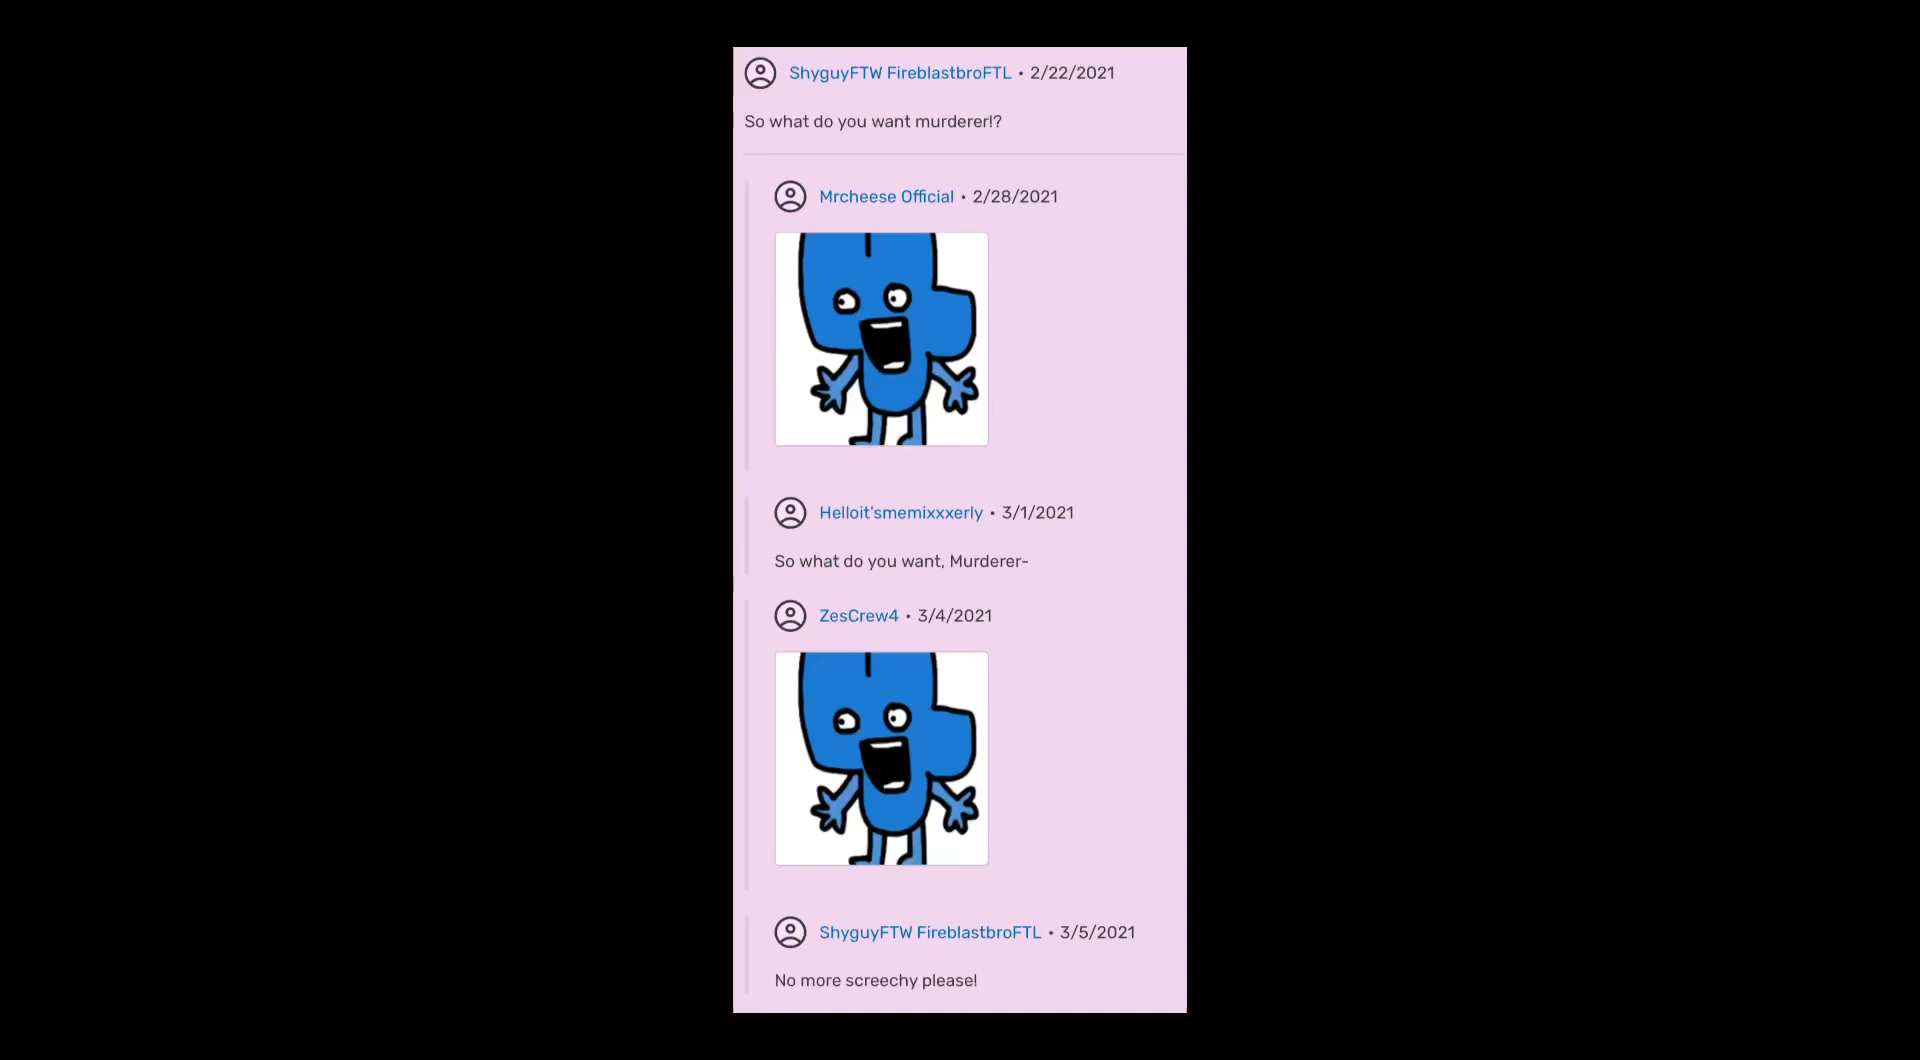 ShyguyFTW FireblastbroFTL • 2/22/2021
So what do you want murderer!?
Mrcheese Official • 2/28/2021
Helloit'smemixxxerly • 3/1/2021
So what do you want, Murderer-
ZesCrew4 • 3/4/2021
ShyguyFTW FireblastbroFTL • 3/5/2021
No more screechy please!